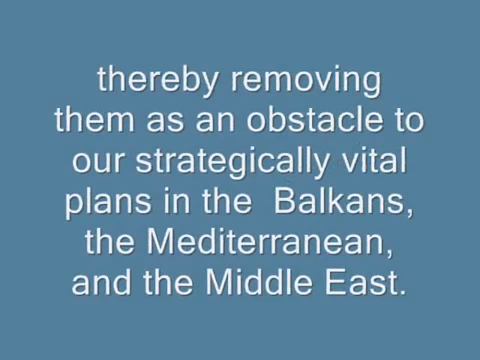 thereby removing
them as an obstacle to
our strategically vital
plans in the  Balkans,
the Mediterranean,
and the Middle East.